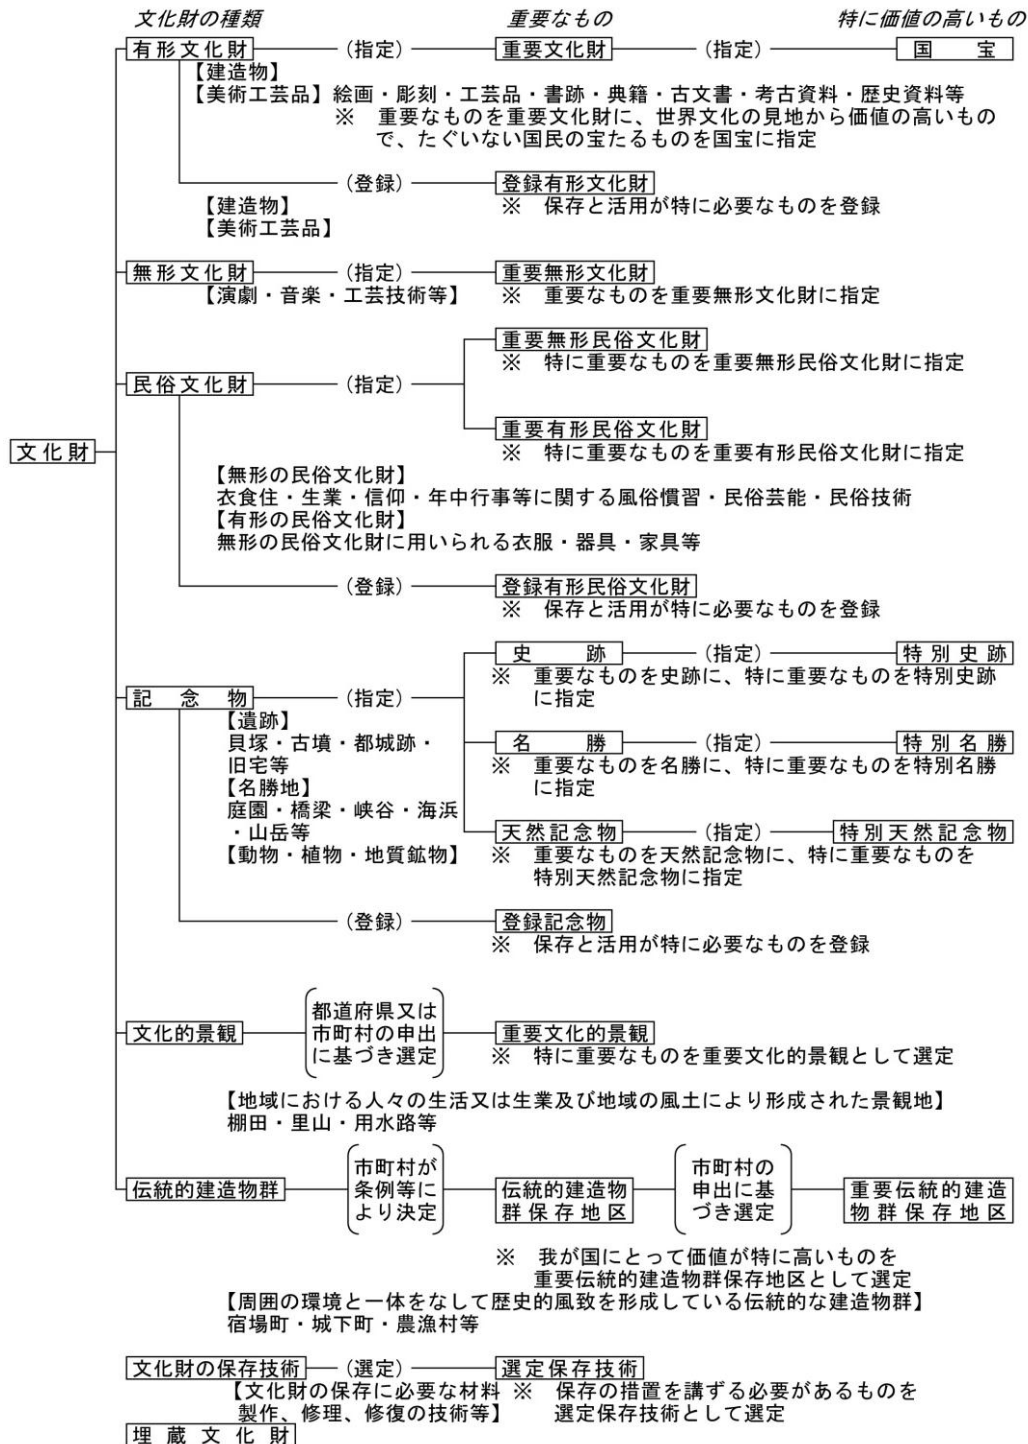 文化財の種類 重要なもの 特に価値の高いもの
有形文化財 (指定) 重要文化財 (指定) 国宝
【建造物】
【美術工芸品】絵画・彫刻・工芸品・書跡・典籍・古文書・考古資料・歴史資料等
※ 重要なものを重要文化財に、世界文化の見地から価値の高いもの
で、たぐいない国民の宝たるものを国宝に指定
(登録) 登録有形文化財
【建造物】 ※ 保存と活用が特に必要なものを登録
【美術工芸品】
無形文化財 (指定) 重要無形文化財
【演劇・音楽・工芸技術等】 ※ 重要なものを重要無形文化財に指定
重要無形民俗文化財
※ 特に重要なものを重要無形民俗文化財に指定
民俗文化財 (指定)
重要有形民俗文化財
文化財
※ 特に重要なものを重要有形民俗文化財に指定
【無形の民俗文化財】
衣食住・生業・信仰・年中行事等に関する風俗慣習・民俗芸能・民俗技術
【有形の民俗文化財】
無形の民俗文化財に用いられる衣服・器具・家具等
(登録) 登録有形民俗文化財
※ 保存と活用が特に必要なものを登録
史跡 (指定) 特別史跡
※ 重要なものを史跡に、特に重要なものを特別史跡
に指定
記念物 (指定)
【遺跡】
貝塚・古墳・都城跡・
旧宅等
名勝 (指定) 特別名勝
※ 重要なものを名勝に、特に重要なものを特別名勝
に指定
【名勝地】
庭園・橋梁・峡谷・海浜
・山岳等
天然記念物 (指定) 特別天然記念物
【動物・植物・地質鉱物】 ※ 重要なものを天然記念物に、特に重要なものを
特別天然記念物に指定
(登録) 登録記念物
※ 保存と活用が特に必要なものを登録
文化的景観
都道府県又は
市町村の申出
に基づき選定
重要文化的景観
※ 特に重要なものを重要文化的景観として選定
【地域における人々の生活又は生業及び地域の風土により形成された景観地】
棚田・里山・用水路等
伝統的建造物群
市町村が
条例等に
より決定
伝統的建造物
群保存地区
市町村の
申出に基
づき選定
重要伝統的建造
物群保存地区
※ 我が国にとって価値が特に高いものを
重要伝統的建造物群保存地区として選定
【周囲の環境と一体をなして歴史的風致を形成している伝統的な建造物群】
宿場町・城下町・農漁村等
文化財の保存技術 (選定) 選定保存技術
【文化財の保存に必要な材料 ※ 保存の措置を講ずる必要があるものを
製作、修理、修復の技術等】 選定保存技術として選定
埋蔵文化財